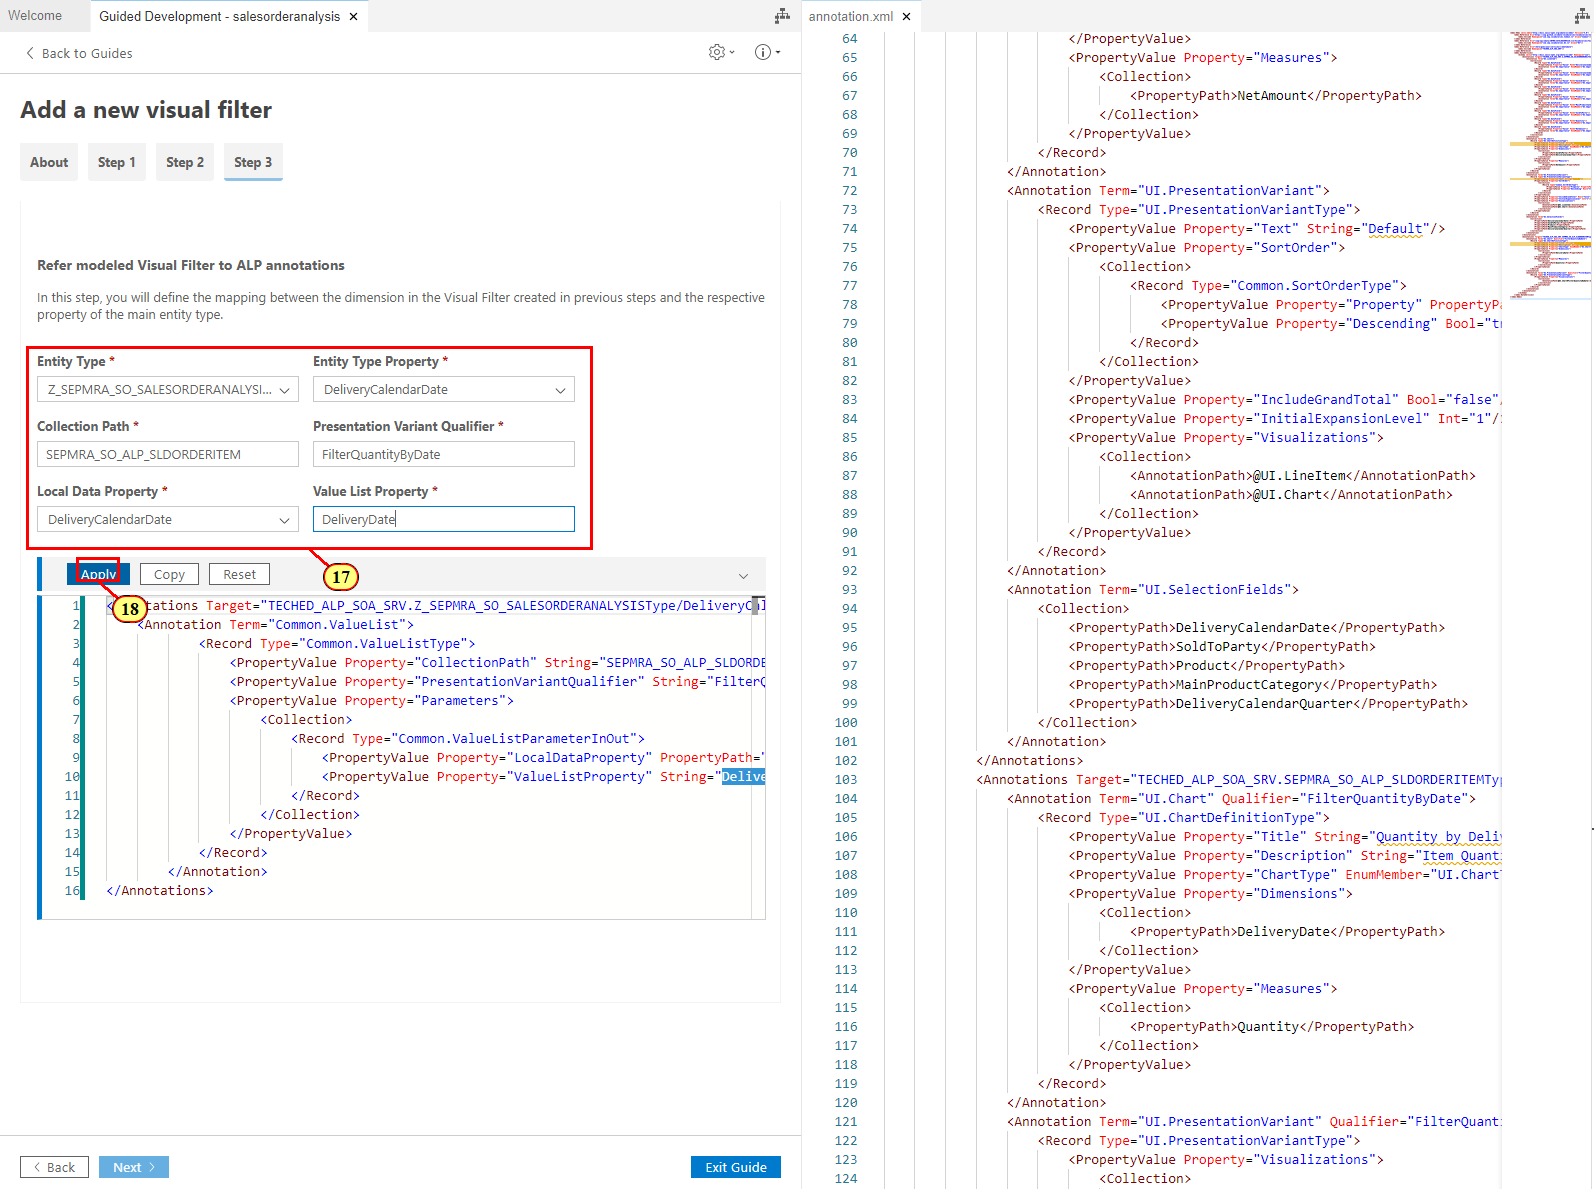 Welcome
Guided Development - salesorderanalysis ×
Back to Guides
Add a new visual filter
About
Step 1
Step 2
Step 3
Refer modeled Visual Filter to ALP annotations
In this step, you will define the mapping between the dimension in the Visual Filter created in previous steps and the respective
property of the main entity type.
Entity Type *
Entity Type Property *
Z_SEPMRA_SO_SALESORDERANALYSI...
DeliveryCalendarDate
Collection Path *
Presentation Variant Qualifier *
SEPMRA_SO_ALP_SLDORDERITEM
FilterQuantityByDate
Local Data Property *
Value List Property *
DeliveryCalendarDate
DeliveryDate
17
Apply
Copy
Reset
18
1 <tations Target="TECHED_ALP_SOA_SRV.Z_SEPMRA_SO_SALESORDERANALYSISType/DeliveryCal
2 <Annotation Term="Common.ValueList">
3 <Record Type="Common.ValueListType">
4 <PropertyValue Property="CollectionPath" String="SEPMRA_SO_ALP_SLDORDE
5 <PropertyValue Property="PresentationVariantQualifier" String="FilterQ
6 <PropertyValue Property="Parameters">
7 <Collection>
8 <Record Type="Common.ValueListParameterInOut">
9 <PropertyValue Property="LocalDataProperty" PropertyPath="
10 <PropertyValue Property="ValueListProperty" String="Delive
11 </Record>
12 </Collection>
13 </PropertyValue>
14 </Record>
15 </Annotation>
16 </Annotations>
Back
Next
Exit Guide
annotation.xml ×
64 </PropertyValue>
65 <PropertyValue Property="Measures">
66 <Collection>
67 <PropertyPath>NetAmount</PropertyPath>
68 </Collection>
69 </PropertyValue>
70 </Record>
71 </Annotation>
72 <Annotation Term="UI.PresentationVariant">
73 <Record Type="UI.PresentationVariantType">
74 <PropertyValue Property="Text" String="Default"/>
75 <PropertyValue Property="SortOrder">
76 <Collection>
77 <Record Type="Common.SortOrderType">
78 <PropertyValue Property="Property" PropertyPa
79 <PropertyValue Property="Descending" Bool="tr
80 </Record>
81 </Collection>
82 </PropertyValue>
83 <PropertyValue Property="IncludeGrandTotal" Bool="false"/
84 <PropertyValue Property="InitialExpansionLevel" Int="1"/>
85 <PropertyValue Property="Visualizations">
86 <Collection>
87 <AnnotationPath>@UI.LineItem</AnnotationPath>
88 <AnnotationPath>@UI.Chart</AnnotationPath>
89 </Collection>
90 </PropertyValue>
91 </Record>
92 </Annotation>
93 <Annotation Term="UI.SelectionFields">
94 <Collection>
95 <PropertyPath>DeliveryCalendarDate</PropertyPath>
96 <PropertyPath>SoldToParty</PropertyPath>
97 <PropertyPath>Product</PropertyPath>
98 <PropertyPath>MainProductCategory</PropertyPath>
99 <PropertyPath>DeliveryCalendarQuarter</PropertyPath>
100 </Collection>
101 </Annotation>
102 </Annotations>
103 <Annotations Target="TECHED_ALP_SOA_SRV.SEPMRA_SO_ALP_SLDORDERITEMTyp
104 <Annotation Term="UI.Chart" Qualifier="FilterQuantityByDate">
105 <Record Type="UI.ChartDefinitionType">
106 <PropertyValue Property="Title" String="Quantity by Deliv
107 <PropertyValue Property="Description" String="Item Quanti
108 <PropertyValue Property="ChartType" EnumMember="UI.ChartT
109 <PropertyValue Property="Dimensions">
110 <Collection>
111 <PropertyPath>DeliveryDate</PropertyPath>
112 </Collection>
113 </PropertyValue>
114 <PropertyValue Property="Measures">
115 <Collection>
116 <PropertyPath>Quantity</PropertyPath>
117 </Collection>
118 </PropertyValue>
119 </Record>
120 </Annotation>
121 <Annotation Term="UI.PresentationVariant" Qualifier="FilterQuanti
122 <Record Type="UI.PresentationVariantType">
123 <PropertyValue Property="Visualizations">
124 <Collection>